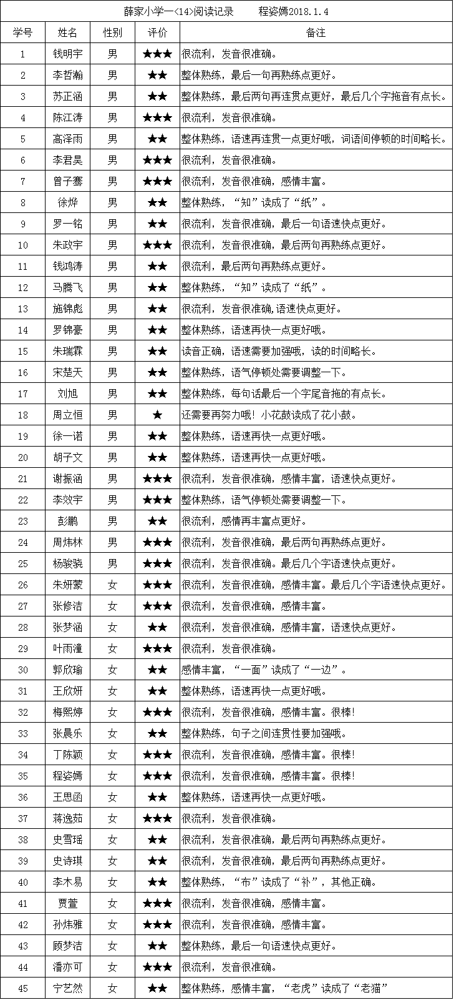 薛家小学一<14>阅读记录 程姿嫣2018.1.4
学号 姓名 性别 评价 备注
1 钱明宇 男 ★★★ 很流利，发音很准确。
2 李哲瀚 男 ★★ 整体熟练，最后一句再熟练点更好。
3 苏正涵 男 ★★ 整体熟练，最后两句再连贯点更好，最后几个字拖音有点长。
4 陈江涛 男 ★★★ 很流利，发音很准确。
5 高泽雨 男 ★★ 整体熟练，语速再连贯一点更好哦，词语间停顿的时间略长。
6 李君昊 男 ★★★ 很流利，发音很准确。
7 曾子骞 男 ★★★ 很流利，发音很准确，感情丰富。
8 徐烨 男 ★★ 整体熟练，“知”读成了“纸”。
9 罗一铭 男 ★★ 很流利，发音很准确，最后一句语速快点更好。
10 朱政宇 男 ★★★ 很流利，发音很准确，最后两句再熟练点更好。
11 钱鸿涛 男 ★★ 很流利，最后两句再熟练点更好。
12 马腾飞 男 ★★ 整体熟练，“知”读成了“纸”。
13 施锦彪 男 ★★ 很流利，发音很准确,语速快点更好。
14 罗锦豪 男 ★★ 整体熟练，语速再快一点更好哦。
15 朱瑞霖 男 ★★ 读音正确，语速需要加强哦，读的时间略长。
16 宋楚天 男 ★★ 整体熟练，语气停顿处需要调整一下。
17 刘旭 男 ★★ 整体熟练，每句话最后一个字尾音拖的有点长。
18 周立恒 男 ★ 还需要再努力哦！小花鼓读成了花小鼓。
19 徐一诺 男 ★★ 整体熟练，语速再快一点更好哦。
20 胡子文 男 ★★ 整体熟练，语速再快一点更好哦。
21 谢振涵 男 ★★★ 很流利，发音很准确，感情丰富，语速快点更好。
22 李效宇 男 ★★★ 整体熟练，语气停顿处需要调整一下。
23 彭鹏 男 ★★ 很流利，感情再丰富点更好。
24 周炜林 男 ★★★ 很流利，发音很准确，最后两句再熟练点更好。
25 杨骏骁 男 ★★★ 很流利，发音很准确。最后几个字语速快点更好。
26 朱妍蒙 女 ★★★ 很流利，发音很准确，感情丰富。最后几个字语速快点更好。
27 张修洁 女 ★★★ 很流利，发音很准确，感情丰富。
28 张梦涵 女 ★★ 很流利，发音很准确，感情丰富，语速快点更好。
29 叶雨潼 女 ★★★ 很流利，发音很准确。
30 郭欣瑜 女 ★★ 感情丰富，“一面”读成了“一边”。
31 王欣妍 女 ★★ 整体熟练，语速再快一点更好哦。
32 梅熙婷 女 ★★★ 很流利，发音很准确，感情丰富。很棒！
33 张晨乐 女 ★★ 整体熟练，句子之间连贯性要加强哦。
34 丁陈颖 女 ★★★ 很流利，发音很准确，感情丰富。很棒！
35 程姿嫣 女 ★★★ 很流利，发音很准确，感情丰富。很棒！
36 王思函 女 ★★ 整体熟练，语速再快一点更好哦。
37 蒋逸茹 女 ★★★ 很流利，发音很准确。
38 史雪瑶 女 ★★ 很流利，发音很准确，最后两句再熟练点更好。
39 史诗琪 女 ★★ 很流利，发音很准确，最后两句再熟练点更好。
40 李木易 女 ★★ 整体熟练，“布”读成了“补”，其他正确。
41 贾萱 女 ★★★ 很流利，发音很准确，感情丰富。
42 孙炜雅 女 ★★★ 很流利，发音很准确，感情丰富。
43 顾梦洁 女 ★★ 整体熟练，最后一句语速快点更好。
44 潘亦可 女 ★★★ 很流利，发音很准确。
45 宁艺然 女 ★★ 整体熟练，感情丰富，“老虎”读成了“老猫”